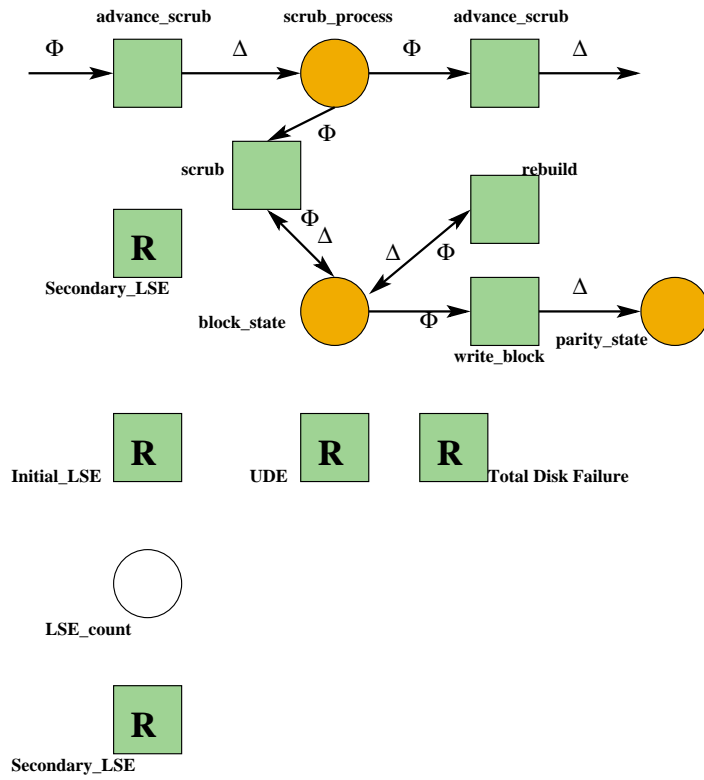 advance_scrub scrub_process advance_scrub
Φ Δ Φ Δ
Φ
scrub rebuild
Φ
Δ Δ Φ
R
Secondary_LSE
block_state Φ Δ
write_block parity_state
R R R
Initial_LSE UDE Total Disk Failure
LSE_count
R
Secondary_LSE